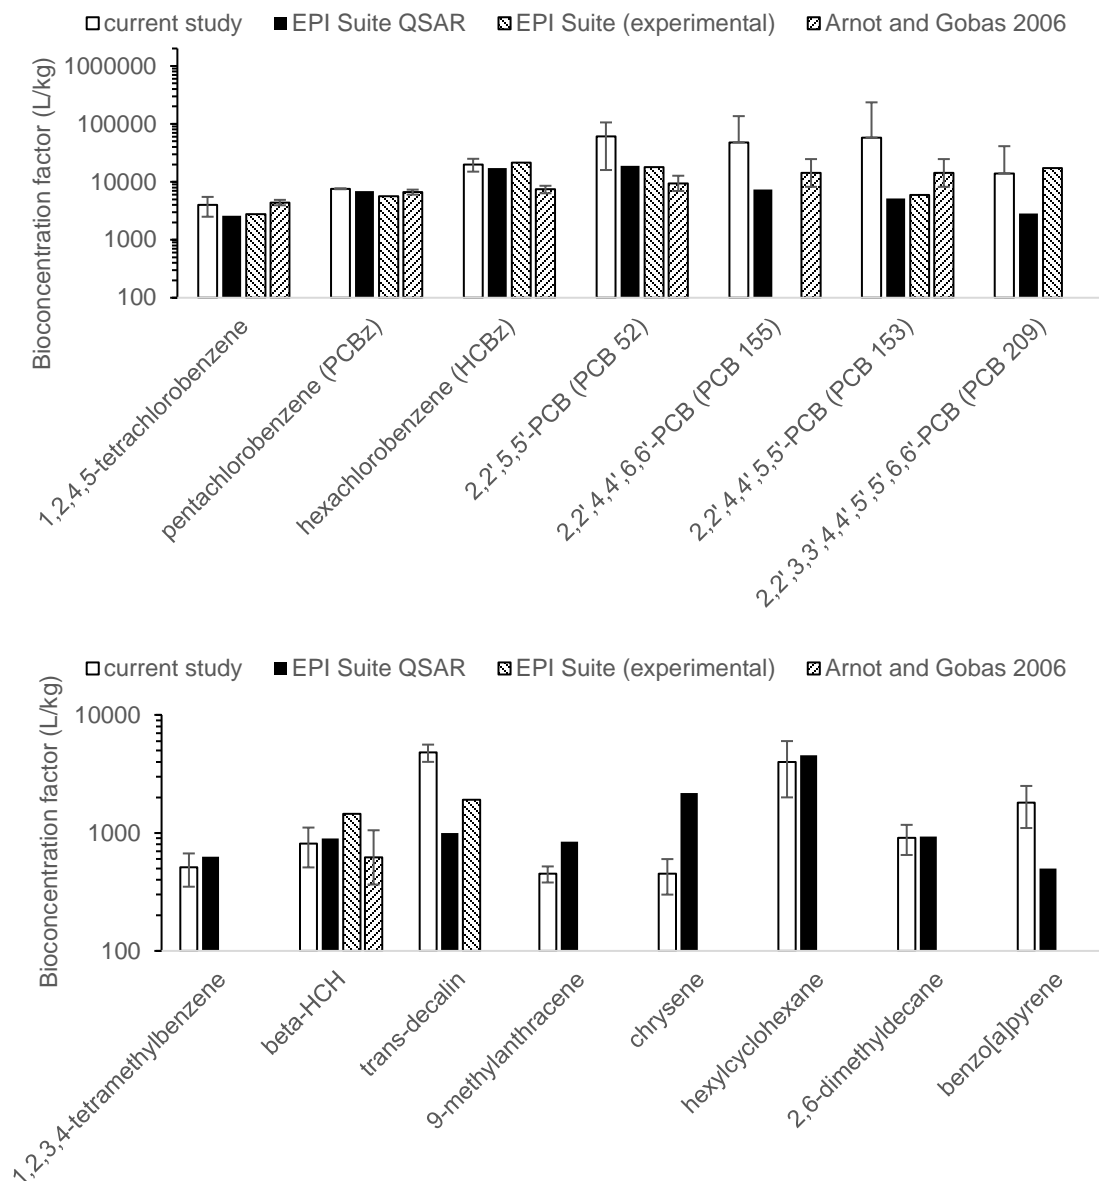 current study EPI Suite QSAR EPI Suite (experimental) Arnot and Gobas 2006
Bioconcentration factor (L/kg)
1000000
100000
10000
1000
100
1,2,4,5-tetrachlorobenzene
pentachlorobenzene (PCBz)
hexachlorobenzene (HCBz)
2,2',5,5'-PCB (PCB 52)
2,2',4,4',6,6'-PCB (PCB 155)
2,2',4,4',5,5'-PCB (PCB 153)
2,2',3,3',4,4',5',5',6,6'-PCB (PCB 209)
current study EPI Suite QSAR EPI Suite (experimental) Arnot and Gobas 2006
Bioconcentration factor (L/kg)
10000
1000
100
1,2,3,4-tetramethylbenzene
beta-HCH
trans-decalin
9-methylanthracene
chrysene
hexylcyclohexane
2,6-dimethyldecane
benzo[a]pyrene